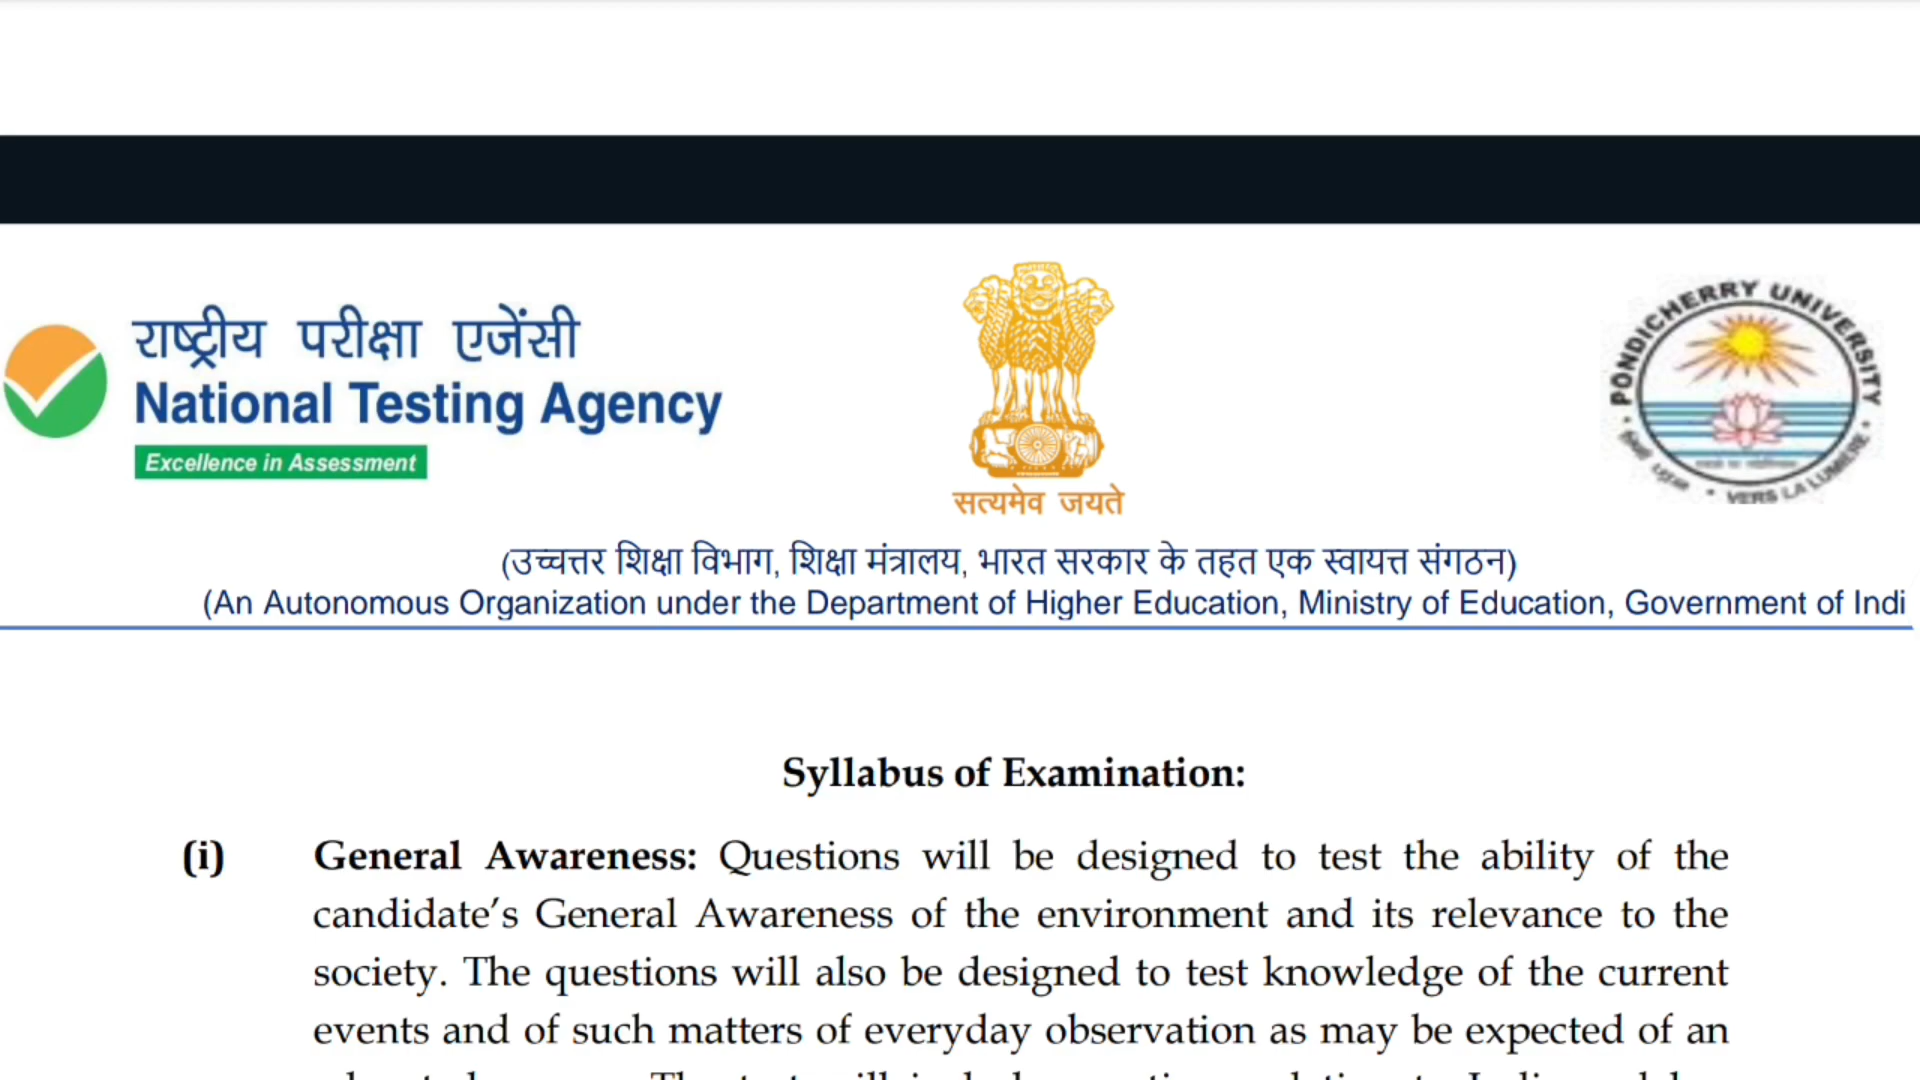 राष्ट्रीय परीक्षा एजेंसी
National Testing Agency
Excellence in Assessment
सत्यमेव जयते
PONDICHERRY UNIVERSITY
VERS LA LUMIERE
(उच्चत्तर शिक्षा विभाग, शिक्षा मंत्रालय, भारत सरकार के तहत एक स्वायत्त संगठन)
(An Autonomous Organization under the Department of Higher Education, Ministry of Education, Government of Indi
Syllabus of Examination:
(i) General Awareness: Questions will be designed to test the ability of the
candidate’s General Awareness of the environment and its relevance to the
society. The questions will also be designed to test knowledge of the current
events and of such matters of everyday observation as may be expected of an